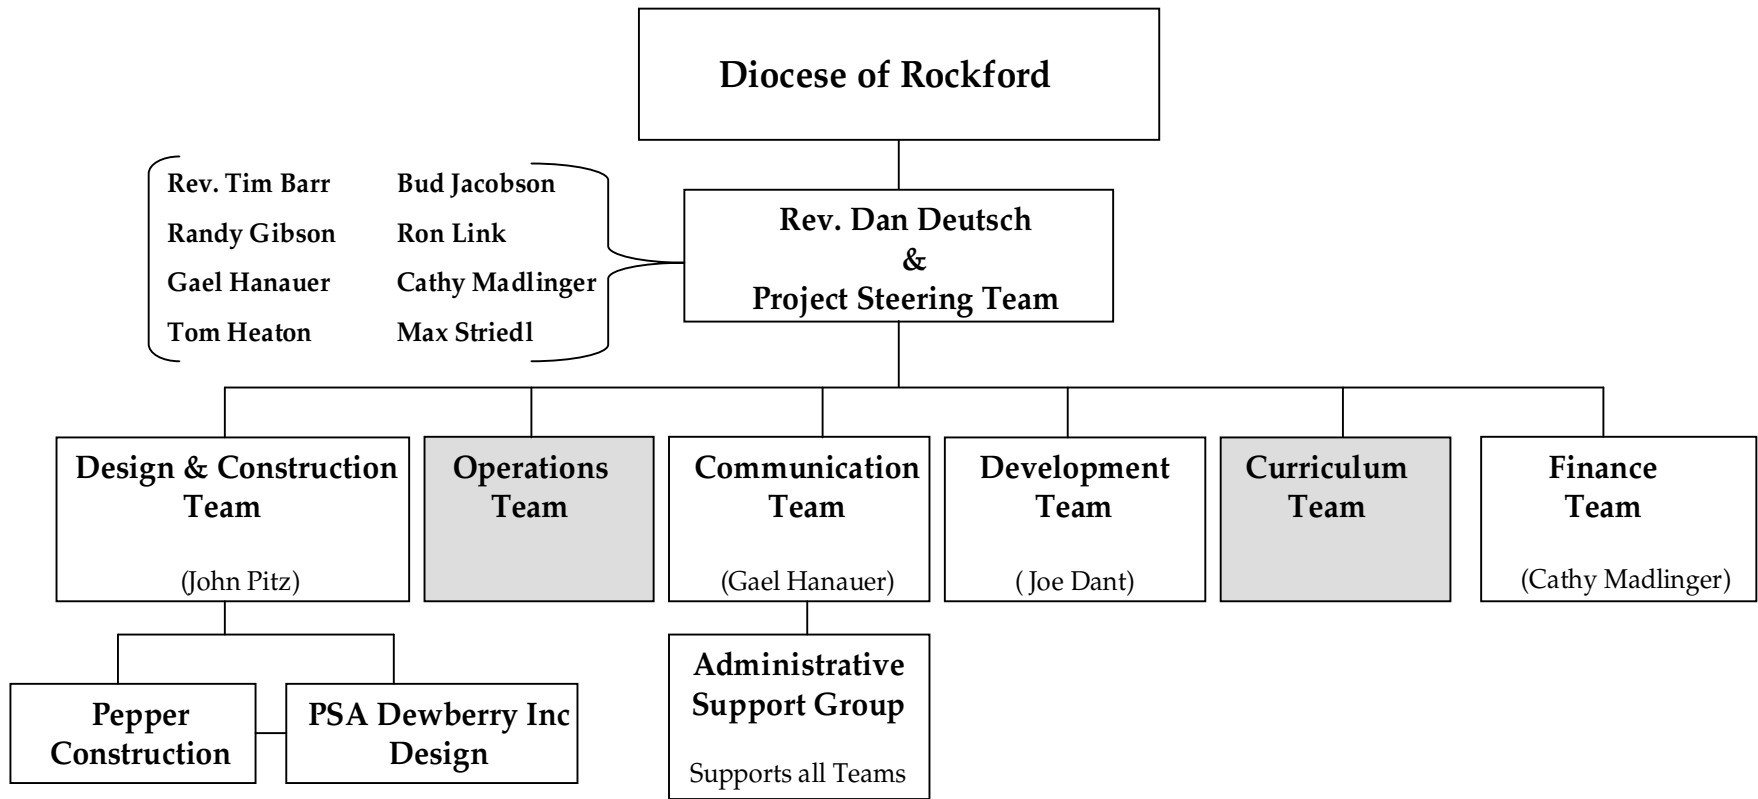 Diocese of Rockford
Rev. Tim Barr
Bud Jacobson
Randy Gibson
Ron Link
Gael Hanauer
Cathy Madlinger
Tom Heaton
Max Striedl
Rev. Dan Deutsch
&
Project Steering Team
Design & Construction
Team
(John Pitz)
Operations
Team
Communication
Team
(Gael Hanauer)
Development
Team
( Joe Dant)
Curriculum
Team
Finance
Team
(Cathy Madlinger)
Pepper
Construction
PSA Dewberry Inc
Design
Administrative
Support Group
Supports all Teams